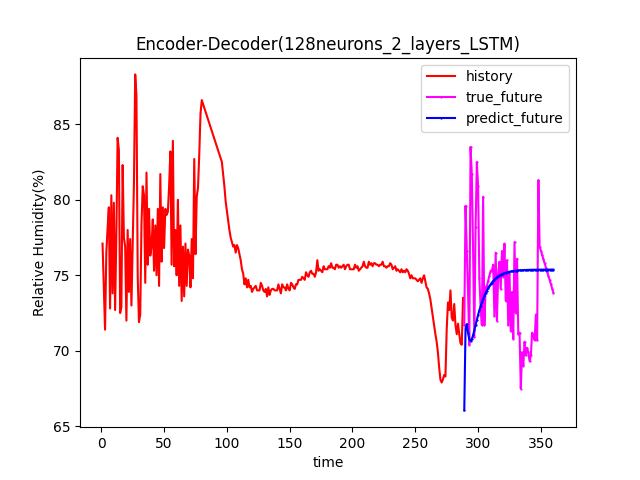 Encoder-Decoder(128neurons_2_layers_LSTM)
history
true_future
predict_future
Relative Humidity(%)
85
80
75
70
65
0 50 100 150 200 250 300 350
time